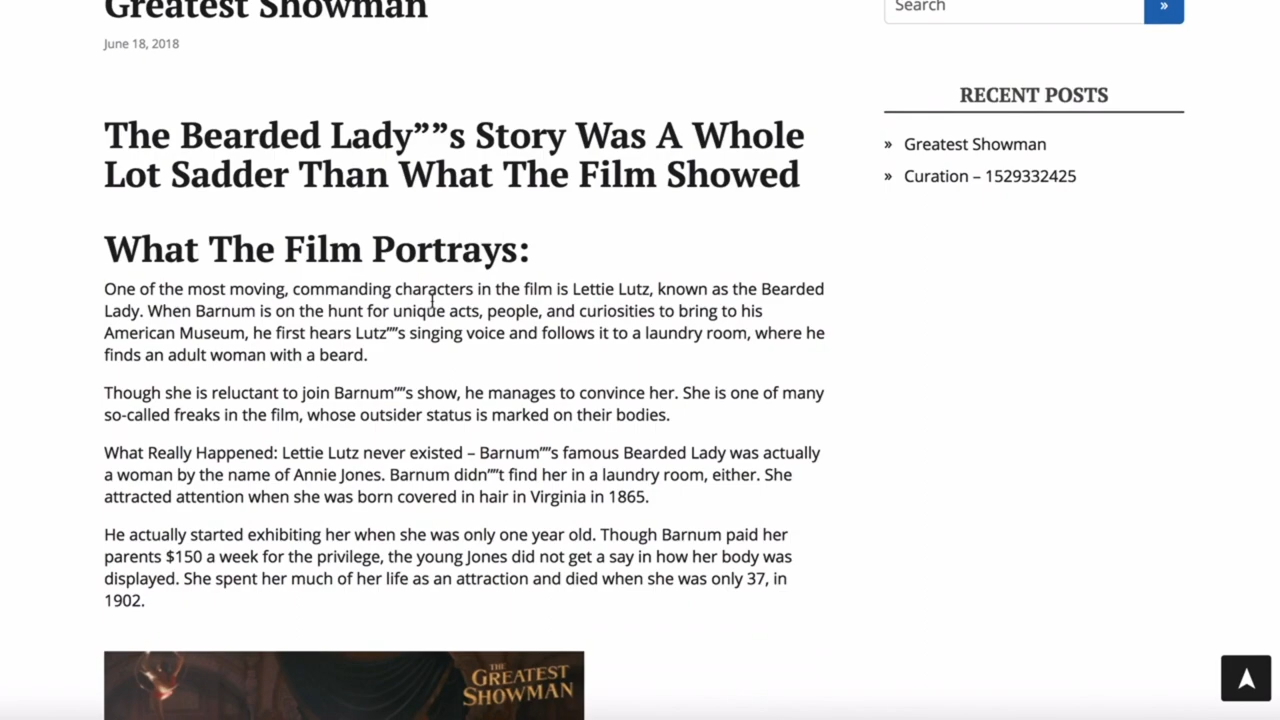 Greatest Showman
June 18, 2018
The Bearded Lady””s Story Was A Whole
Lot Sadder Than What The Film Showed
What The Film Portrays:
One of the most moving, commanding characters in the film is Lettie Lutz, known as the Bearded
Lady. When Barnum is on the hunt for unique acts, people, and curiosities to bring to his
American Museum, he first hears Lutz””s singing voice and follows it to a laundry room, where he
finds an adult woman with a beard.
Though she is reluctant to join Barnum””s show, he manages to convince her. She is one of many
so-called freaks in the film, whose outsider status is marked on their bodies.
What Really Happened: Lettie Lutz never existed – Barnum””s famous Bearded Lady was actually
a woman by the name of Annie Jones. Barnum didn””t find her in a laundry room, either. She
attracted attention when she was born covered in hair in Virginia in 1865.
He actually started exhibiting her when she was only one year old. Though Barnum paid her
parents $150 a week for the privilege, the young Jones did not get a say in how her body was
displayed. She spent her much of her life as an attraction and died when she was only 37, in
1902.
THE
GREATEST
SHOWMAN
Search
»
RECENT POSTS
» Greatest Showman
» Curation – 1529332425